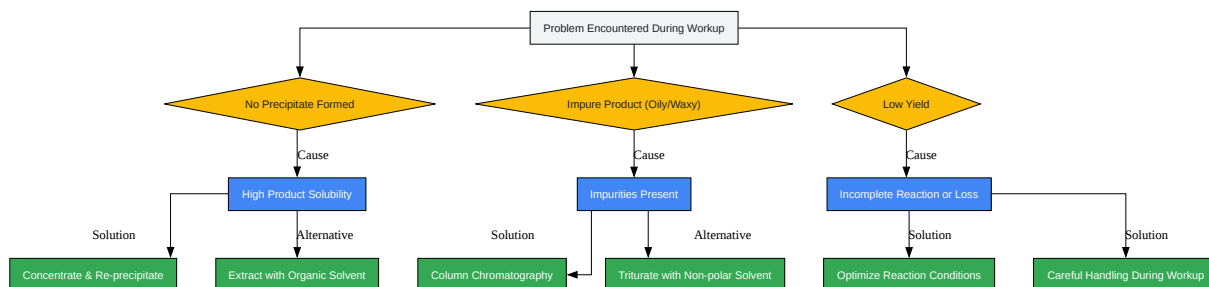 Problem Encountered During Workup
No Precipitate Formed
Impure Product (Oily/Waxy)
Low Yield
Cause
Cause
Cause
High Product Solubility
Impurities Present
Incomplete Reaction or Loss
Solution
Alternative
Solution
Alternative
Solution
Solution
Concentrate & Re-precipitate
Extract with Organic Solvent
Column Chromatography
Triturate with Non-polar Solvent
Optimize Reaction Conditions
Careful Handling During Workup